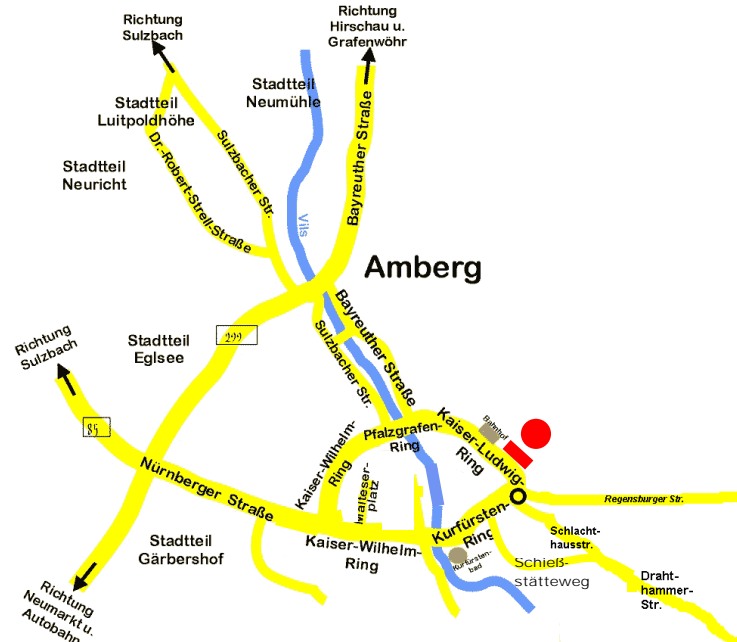 Richtung
Sulzbach
Richtung
Hirschau u.
Grafenwöhr
Stadtteil
Neumühle
Stadtteil
Luitpoldhöhe
Stadtteil
Neuricht
Dr.-Robert-Strell-Straße
Sulzbacher Str.
Vils
Bayreuther Straße
Amberg
Richtung
Sulzbach
Stadtteil
Eglsee
299
Bayreuther Straße
Sulzbacher Str.
85
Nürnberger Straße
Kaiser-Wilhelm-
Ring
Pfalzgrafen-
Ring
Kaiser-Ludwig-
Ring
Bahnhof
Malteser-
platz
Regensburger Str.
Kurfürsten-
Ring
Kaiser-Wilhelm-
Ring
Kurfürsten-
bad
Schlacht-
hausstr.
Schieß-
stätteweg
Draht-
hammer-
Str.
Stadtteil
Gärbershof
Richtung
Neumarkt u.
Autobahn